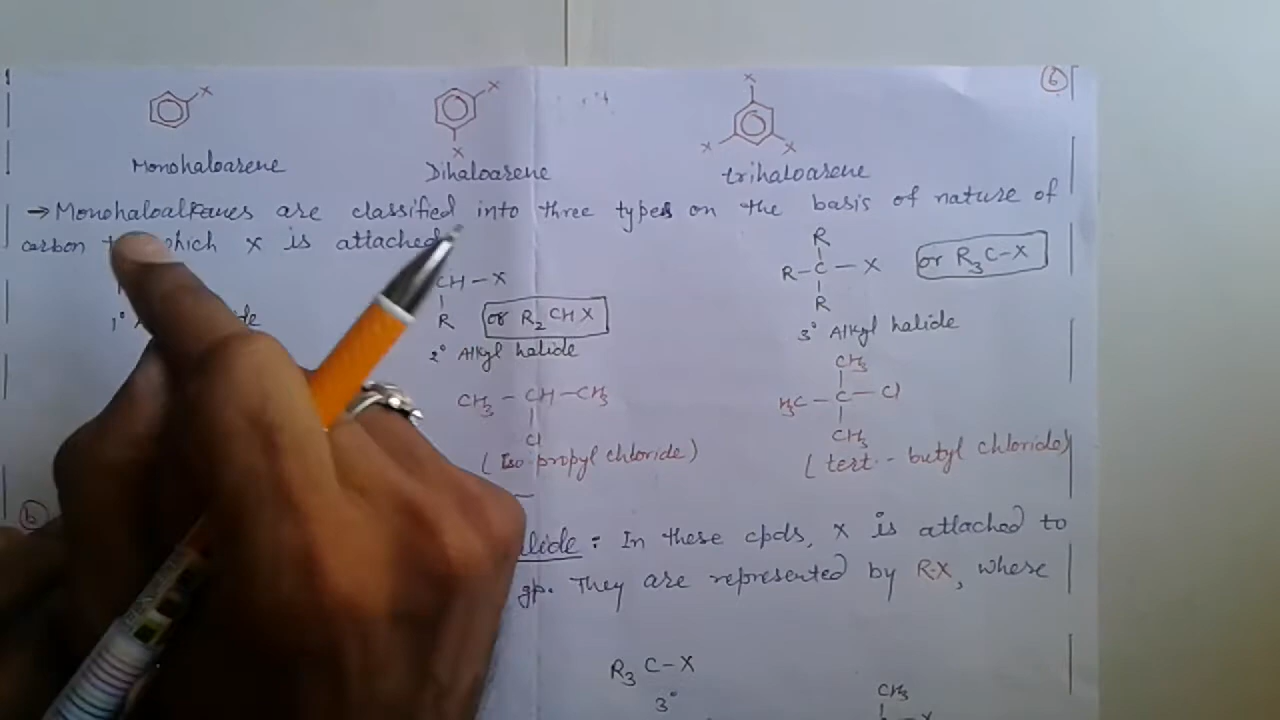 6
X X X
X X X
Monohaloarene Dihaloarene trihaloarene
→ Monohaloalkanes are classified into three types on the basis of nature of
carbon which X is attached
CH – X
R
or R₂CHX
2° Alkyl halide
R
R – C – X
R
or R₃C–X
3° Alkyl halide
1°
CH₃ – CH – CH₃
Cl
(Iso propyl chloride)
CH₃
H₃C – C – Cl
CH₃
(tert - butyl chloride)
b
: In these cpds, X is attached to
gp. They are represented by R-X, where
R₃C–X
3°
CH₃
X